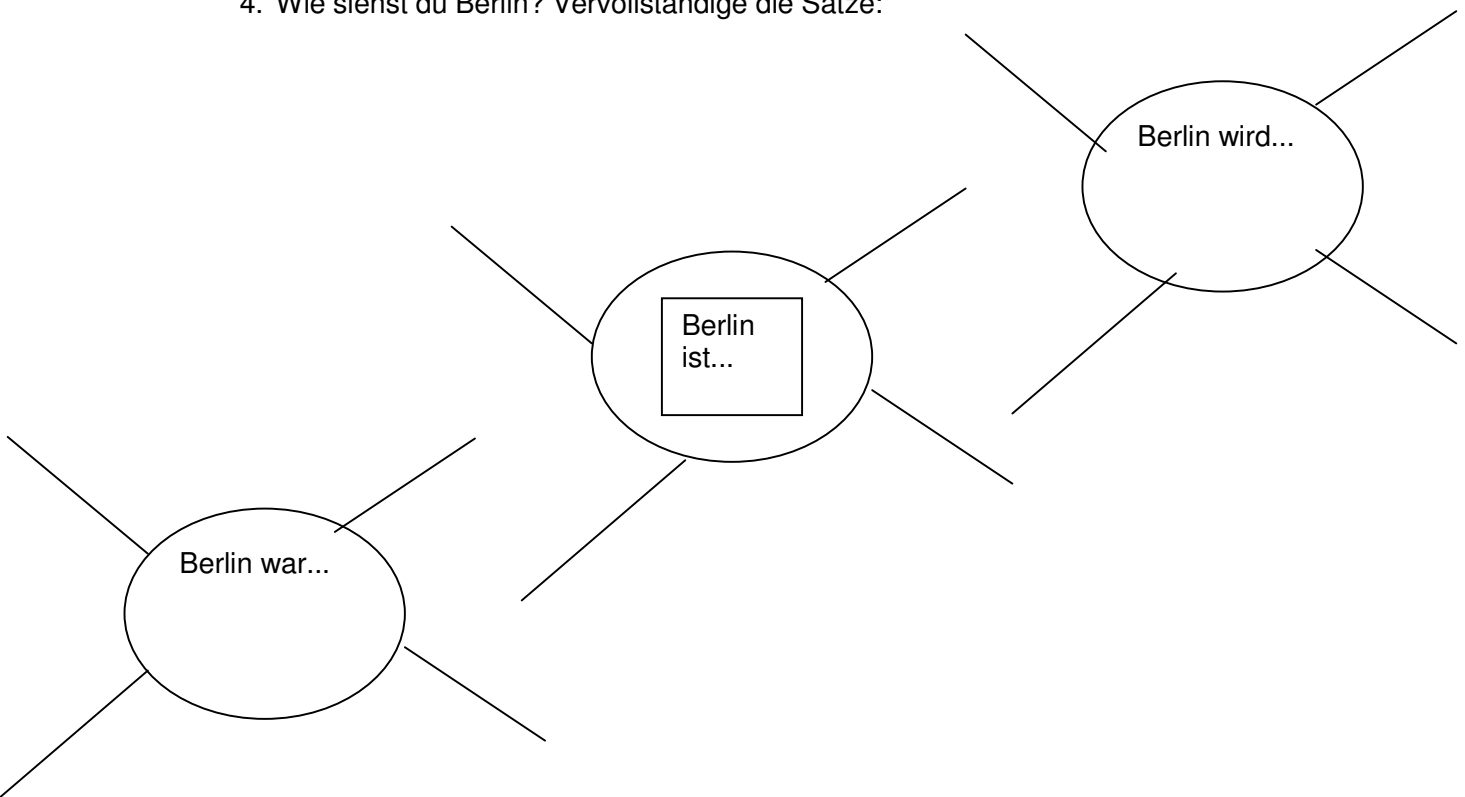 4. Wie siehst du Berlin? Vervollständige die Sätze:
Berlin wird...
Berlin
ist...
Berlin war...